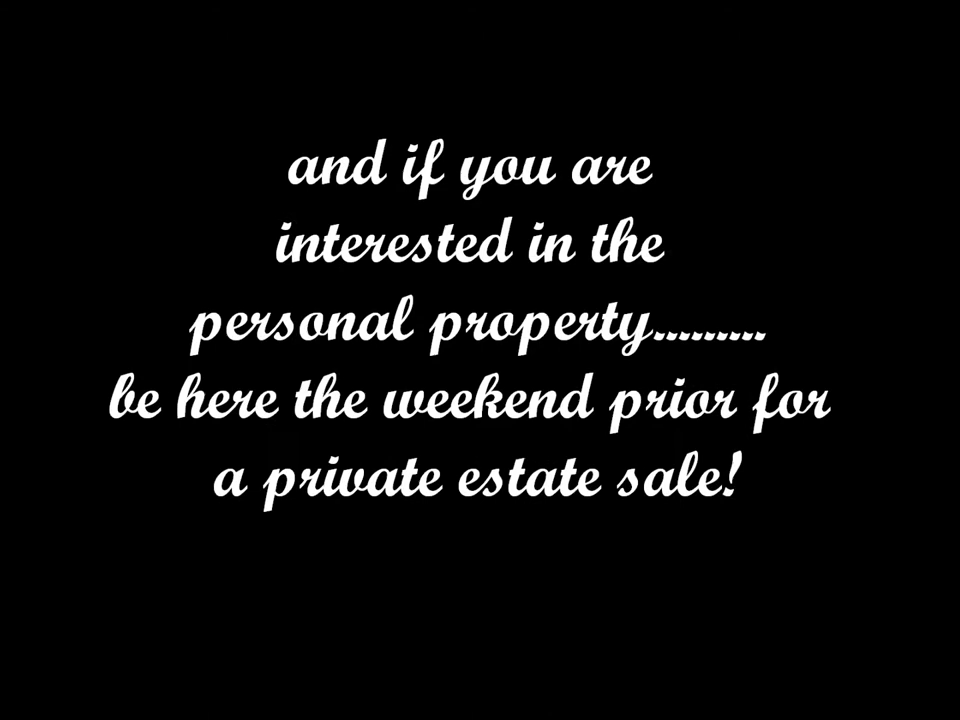 and if you are
interested in the
personal property.........
be here the weekend prior for
a private estate sale!